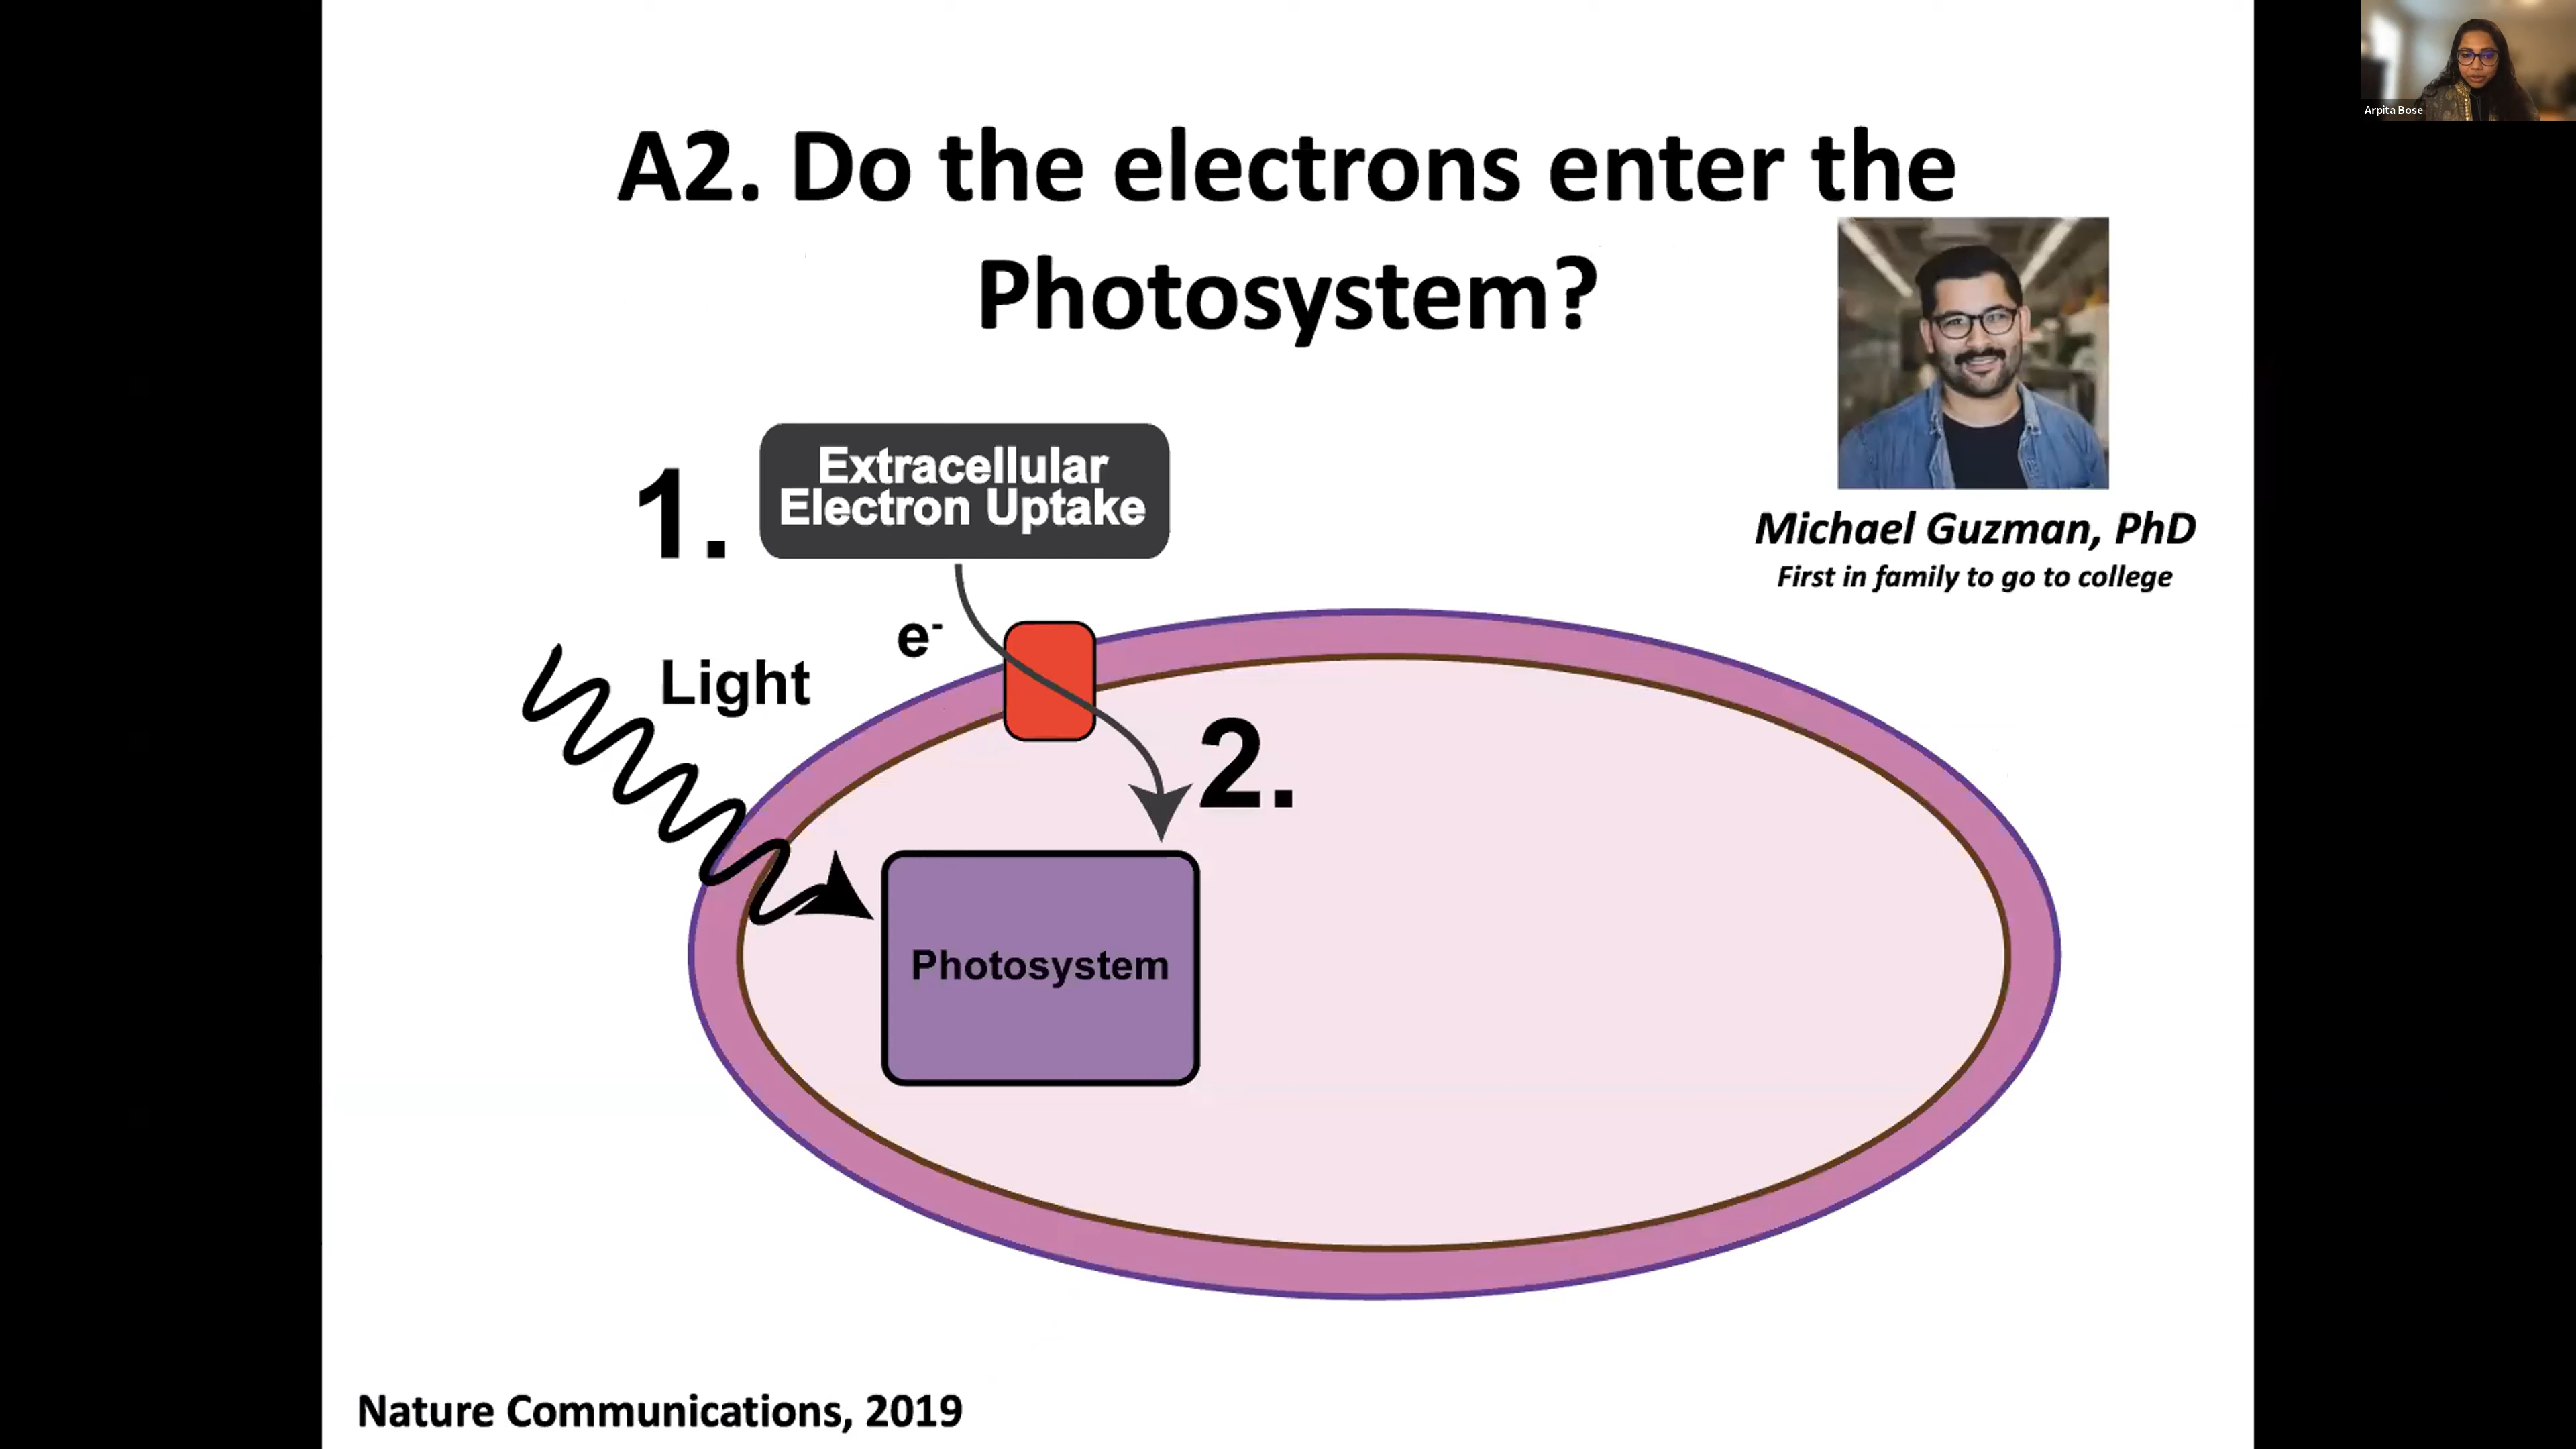 A2. Do the electrons enter the
Photosystem?
Arpita Bose
Michael Guzman, PhD
First in family to go to college
1.
Extracellular
Electron Uptake
e-
Light
2.
Photosystem
Nature Communications, 2019